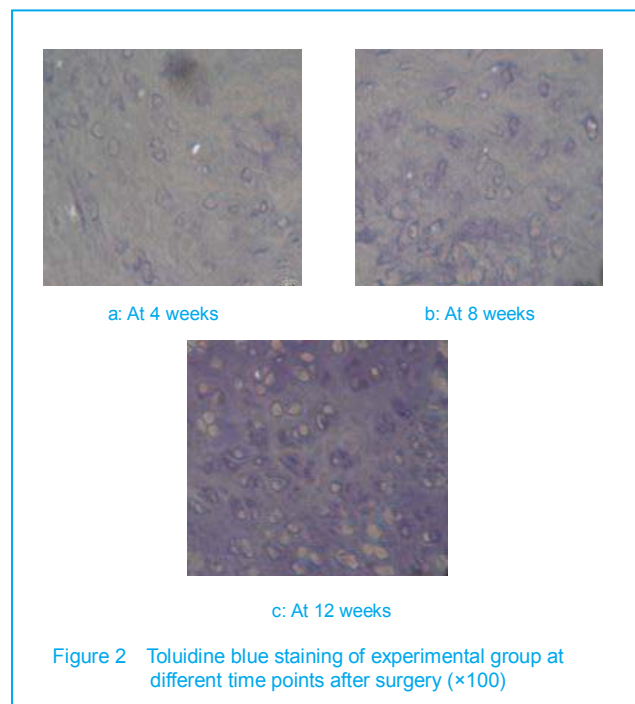 a: At 4 weeks
b: At 8 weeks
c: At 12 weeks
Figure 2 Toluidine blue staining of experimental group at
different time points after surgery (×100)